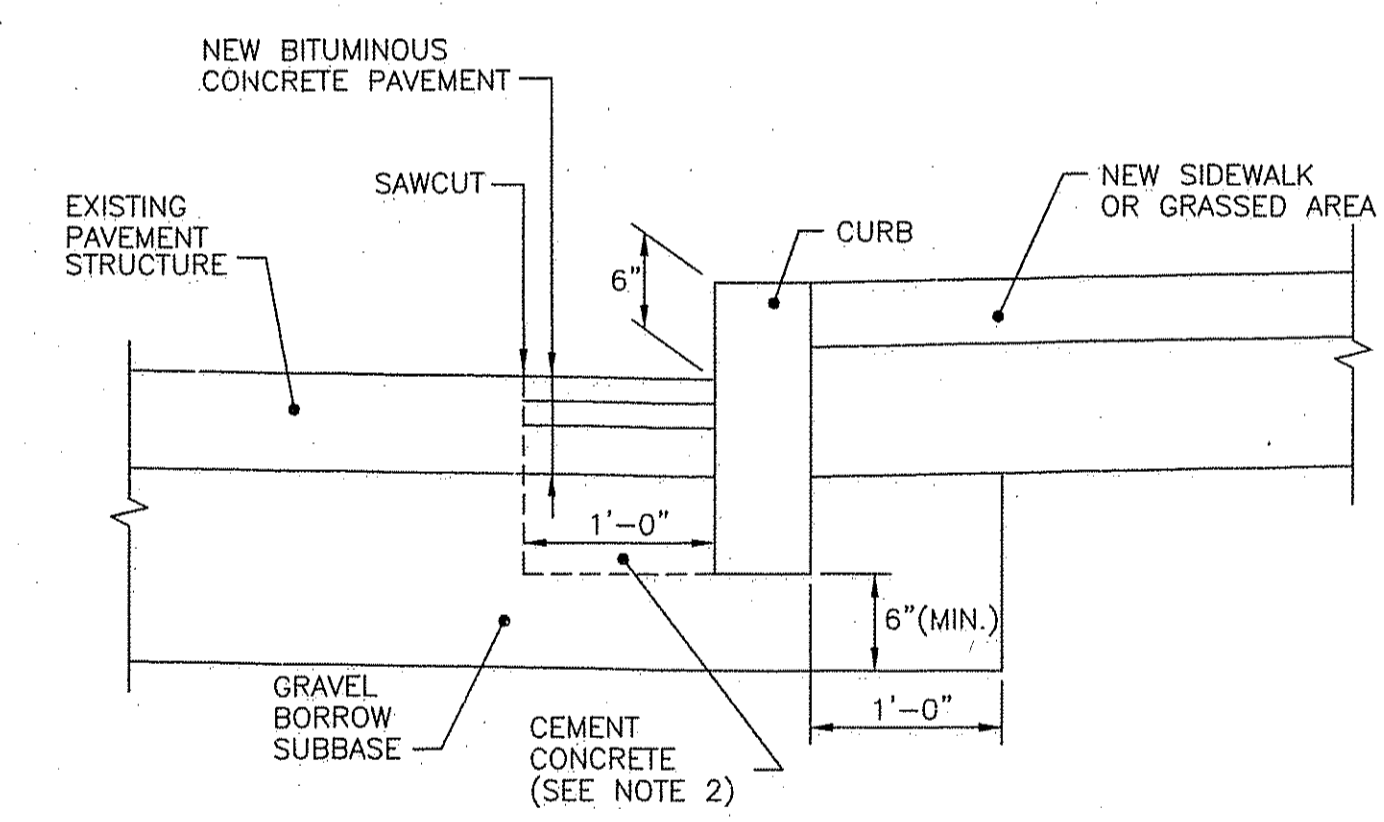 NEW BITUMINOUS
CONCRETE PAVEMENT
SAWCUT
EXISTING
PAVEMENT
STRUCTURE
6"
CURB
NEW SIDEWALK
OR GRASSED AREA
1'-0"
6"(MIN.)
1'-0"
GRAVEL
BORROW
SUBBASE
CEMENT
CONCRETE
(SEE NOTE 2)